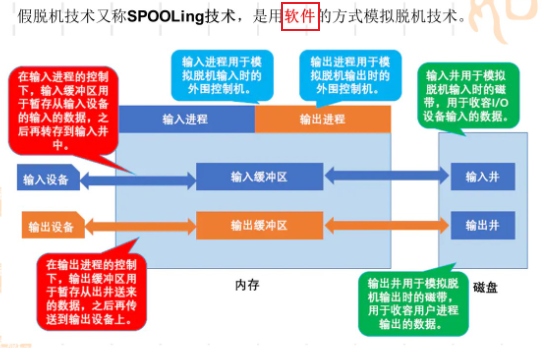 假脱机技术又称SPOOLing技术，是用软件的方式模拟脱机技术。
在输入进程的控制
下，输入缓冲区用
于暂存从输入设备
的输入的数据，之
后再转存到输入井
中。
输入进程用于模
拟脱机输入时的
外围控制机。
输出进程用于模
拟脱机输出时的
外围控制机。
输入井用于模拟
脱机输入时的磁
带，用于收容I/O
设备输入的数据。
输入进程
输出进程
输入设备
输入缓冲区
输入井
输出设备
输出缓冲区
输出井
在输出进程的控制
下，输出缓冲区用
于暂存从出井送来
的数据，之后再传
送到输出设备上。
内存
磁盘
输出井用于模拟脱
机输出时的磁带，
用于收容用户进程
输出的数据。